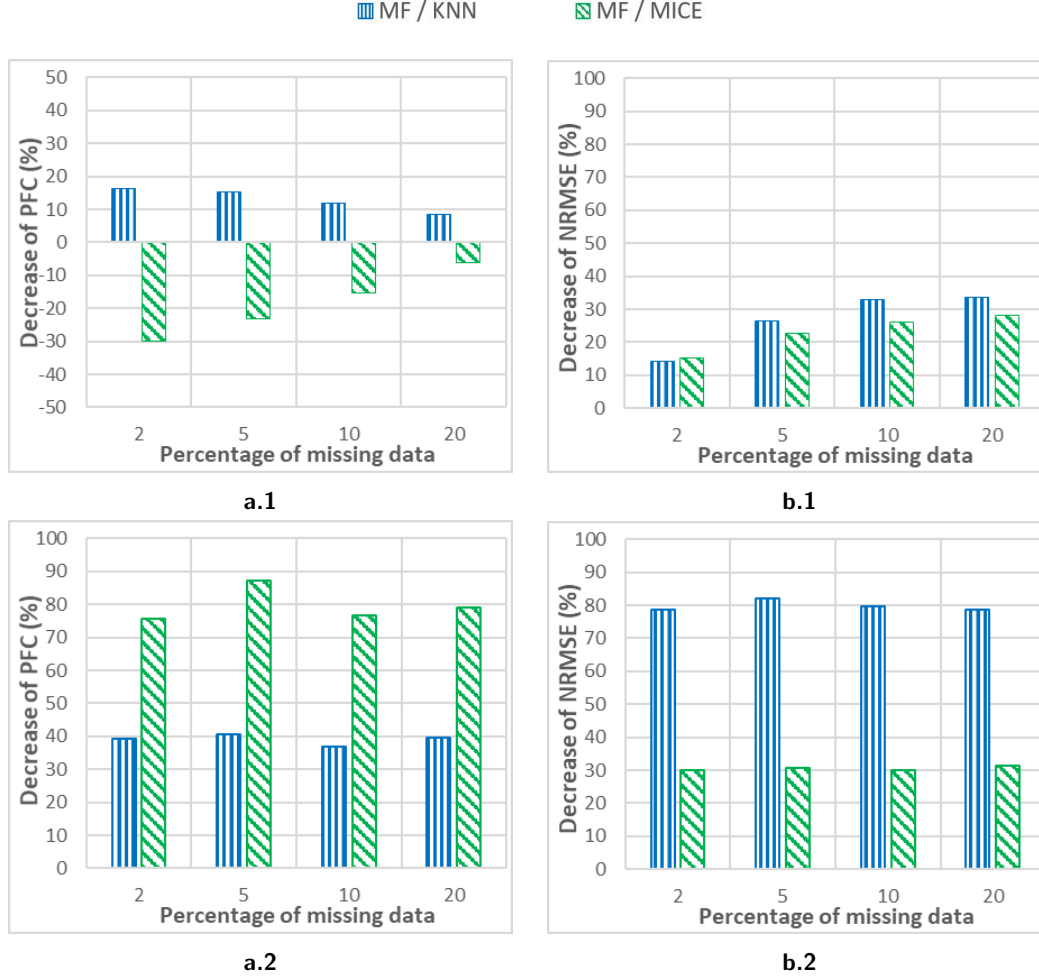 MF / KNN MF / MICE
Decrease of PFC (%)
50
40
30
20
10
0
-10
-20
-30
-40
-50
2 5 10 20
Percentage of missing data
a.1
Decrease of NRMSE (%)
100
90
80
70
60
50
40
30
20
10
0
2 5 10 20
Percentage of missing data
b.1
Decrease of PFC (%)
100
90
80
70
60
50
40
30
20
10
0
2 5 10 20
Percentage of missing data
a.2
Decrease of NRMSE (%)
100
90
80
70
60
50
40
30
20
10
0
2 5 10 20
Percentage of missing data
b.2